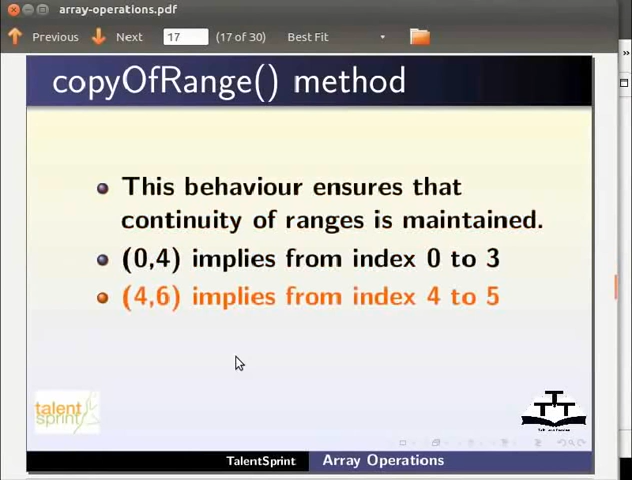 array-operations.pdf
Previous Next 17 (17 of 30) Best Fit
copyOfRange() method
This behaviour ensures that
continuity of ranges is maintained.
(0,4) implies from index 0 to 3
(4,6) implies from index 4 to 5
talent
sprint
TTT
TalentSprint Array Operations